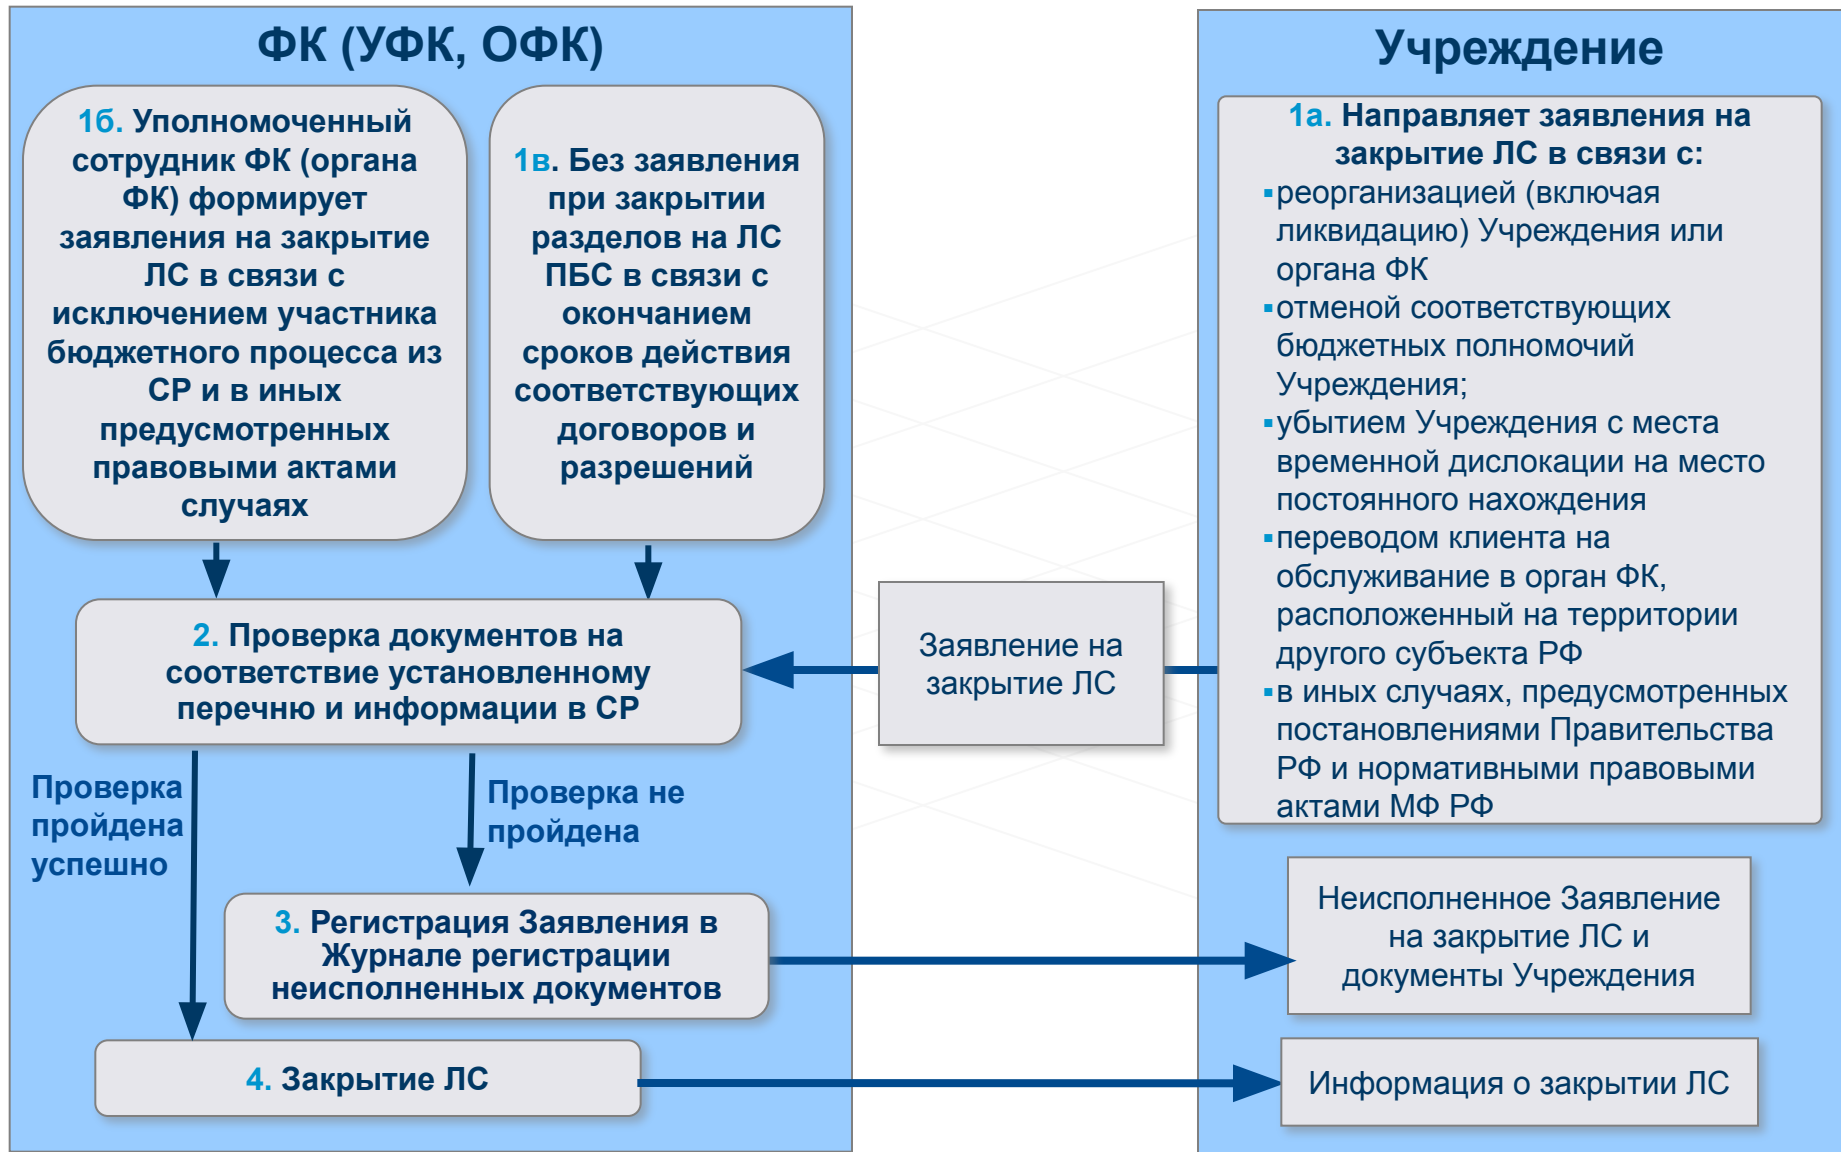 ФК (УФК, ОФК)
1б. Уполномоченный
сотрудник ФК (органа
ФК) формирует
заявления на закрытие
ЛС в связи с
исключением участника
бюджетного процесса из
СР и в иных
предусмотренных
правовыми актами
случаях
1в. Без заявления
при закрытии
разделов на ЛС
ПБС в связи с
окончанием
сроков действия
соответствующих
договоров и
разрешений
2. Проверка документов на
соответствие установленному
перечню и информации в СР
Проверка
пройдена
успешно
Проверка не
пройдена
3. Регистрация Заявления в
Журнале регистрации
неисполненных документов
4. Закрытие ЛС
Заявление на
закрытие ЛС
Учреждение
1а. Направляет заявления на
закрытие ЛС в связи с:
▪реорганизацией (включая
ликвидацию) Учреждения или
органа ФК
▪отменой соответствующих
бюджетных полномочий
Учреждения;
▪убытием Учреждения с места
временной дислокации на место
постоянного нахождения
▪переводом клиента на
обслуживание в орган ФК,
расположенный на территории
другого субъекта РФ
▪в иных случаях, предусмотренных
постановлениями Правительства
РФ и нормативными правовыми
актами МФ РФ
Неисполненное Заявление
на закрытие ЛС и
документы Учреждения
Информация о закрытии ЛС